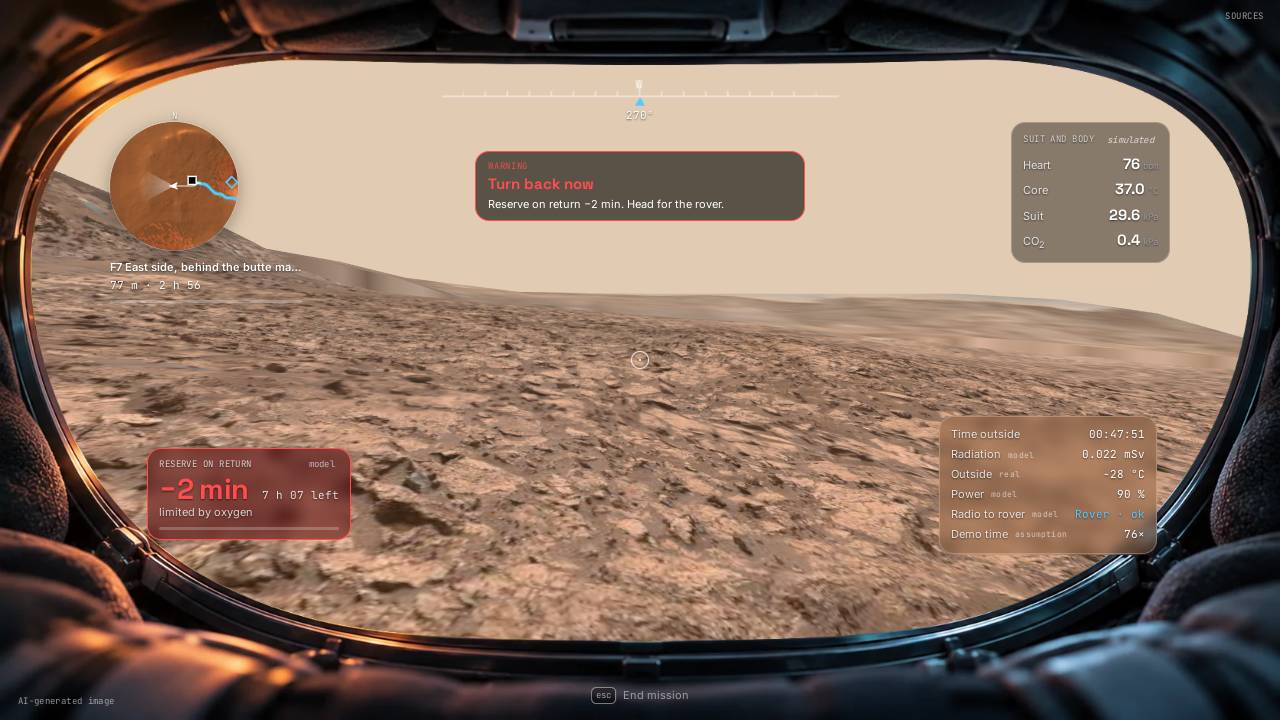 SOURCES
N
W
270°
WARNING
Turn back now
Reserve on return −2 min. Head for the rover.
SUIT AND BODY simulated
Heart 76 bpm
Core 37.0 °C
Suit 29.6 kPa
CO2 0.4 kPa
F7 East side, behind the butte ma...
77 m · 2 h 56
RESERVE ON RETURN model
−2 min 7 h 07 left
limited by oxygen
Time outside 00:47:51
Radiation model 0.022 mSv
Outside real −28 °C
Power model 90 %
Radio to rover model Rover · ok
Demo time assumption 76×
esc End mission
AI-generated image